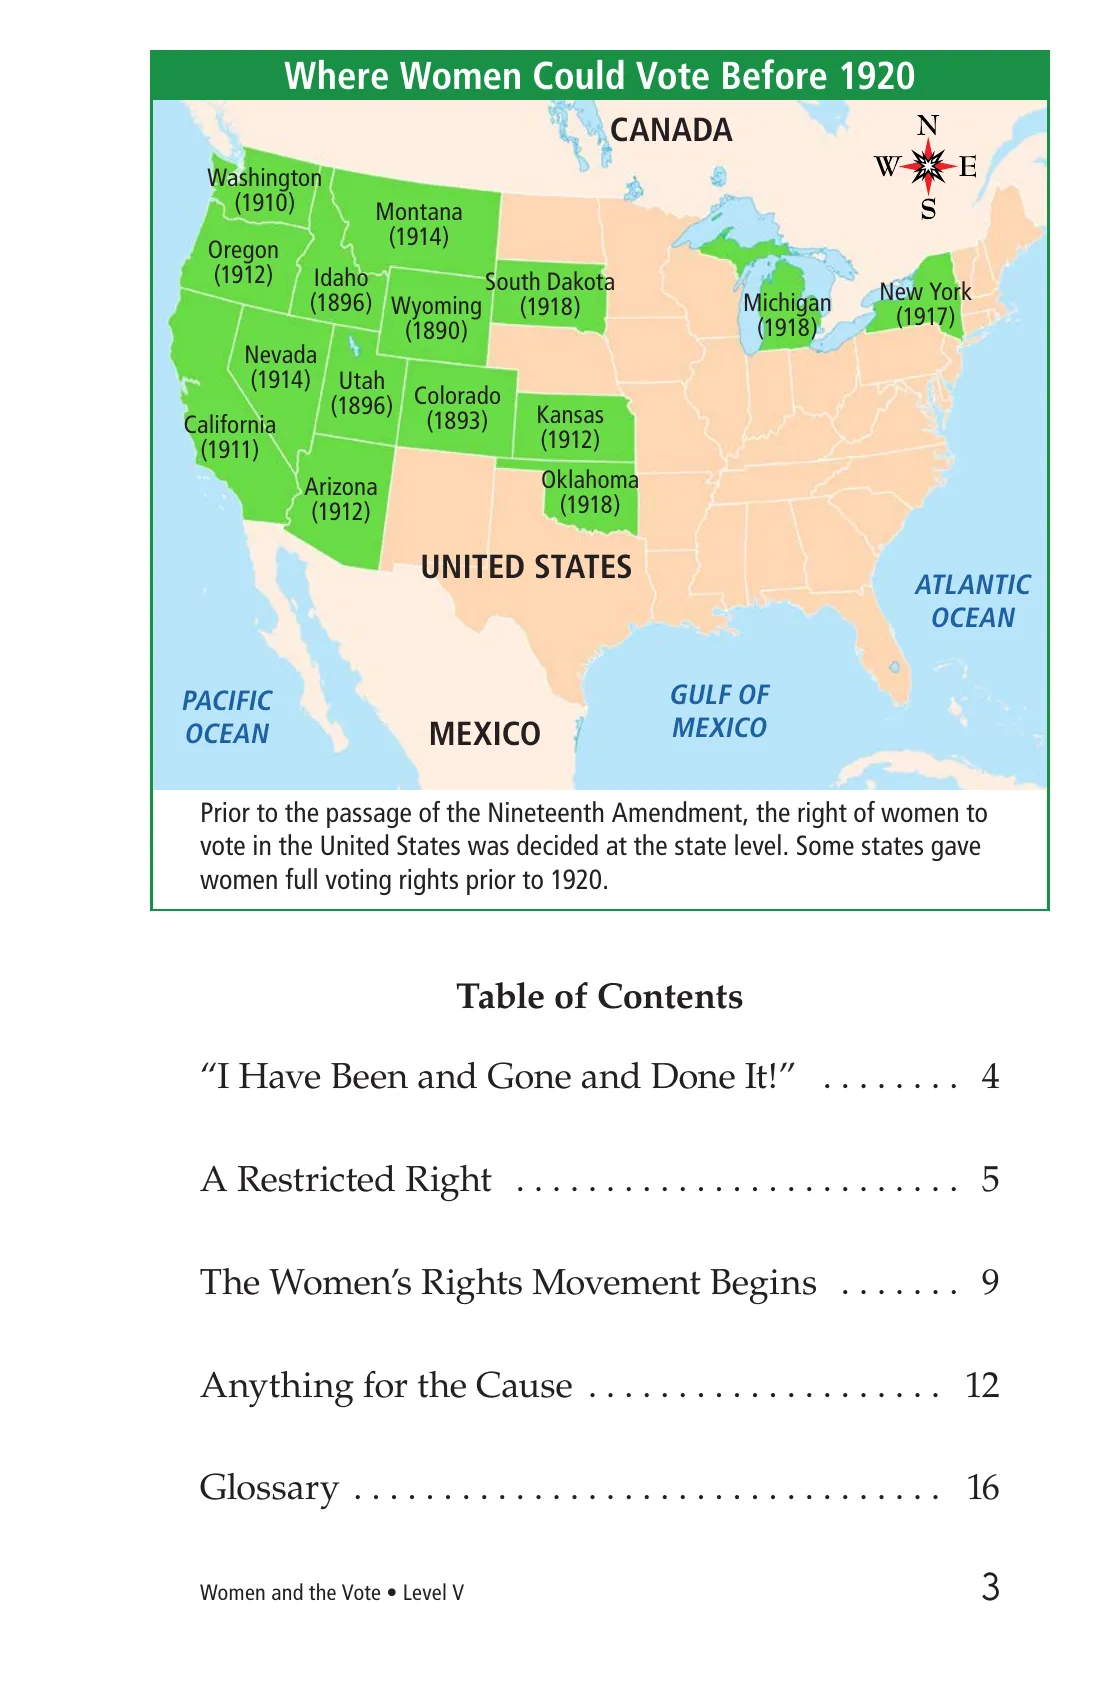 Where Women Could Vote Before 1920
CANADA
N
W E
S
Washington
(1910)
Montana
(1914)
Oregon
(1912)
Idaho
(1896)
Wyoming
(1890)
South Dakota
(1918)
Michigan
(1918)
New York
(1917)
Nevada
(1914)
Utah
(1896)
Colorado
(1893)
Kansas
(1912)
California
(1911)
Arizona
(1912)
Oklahoma
(1918)
UNITED STATES
ATLANTIC
OCEAN
PACIFIC
OCEAN
GULF OF
MEXICO
MEXICO
Prior to the passage of the Nineteenth Amendment, the right of women to
vote in the United States was decided at the state level. Some states gave
women full voting rights prior to 1920.
Table of Contents
“I Have Been and Gone and Done It!” . . . . . . . . 4
A Restricted Right . . . . . . . . . . . . . . . . . . . . . . . . . 5
The Women’s Rights Movement Begins . . . . . . . 9
Anything for the Cause . . . . . . . . . . . . . . . . . . . . 12
Glossary . . . . . . . . . . . . . . . . . . . . . . . . . . . . . . . . . 16
Women and the Vote • Level V
3